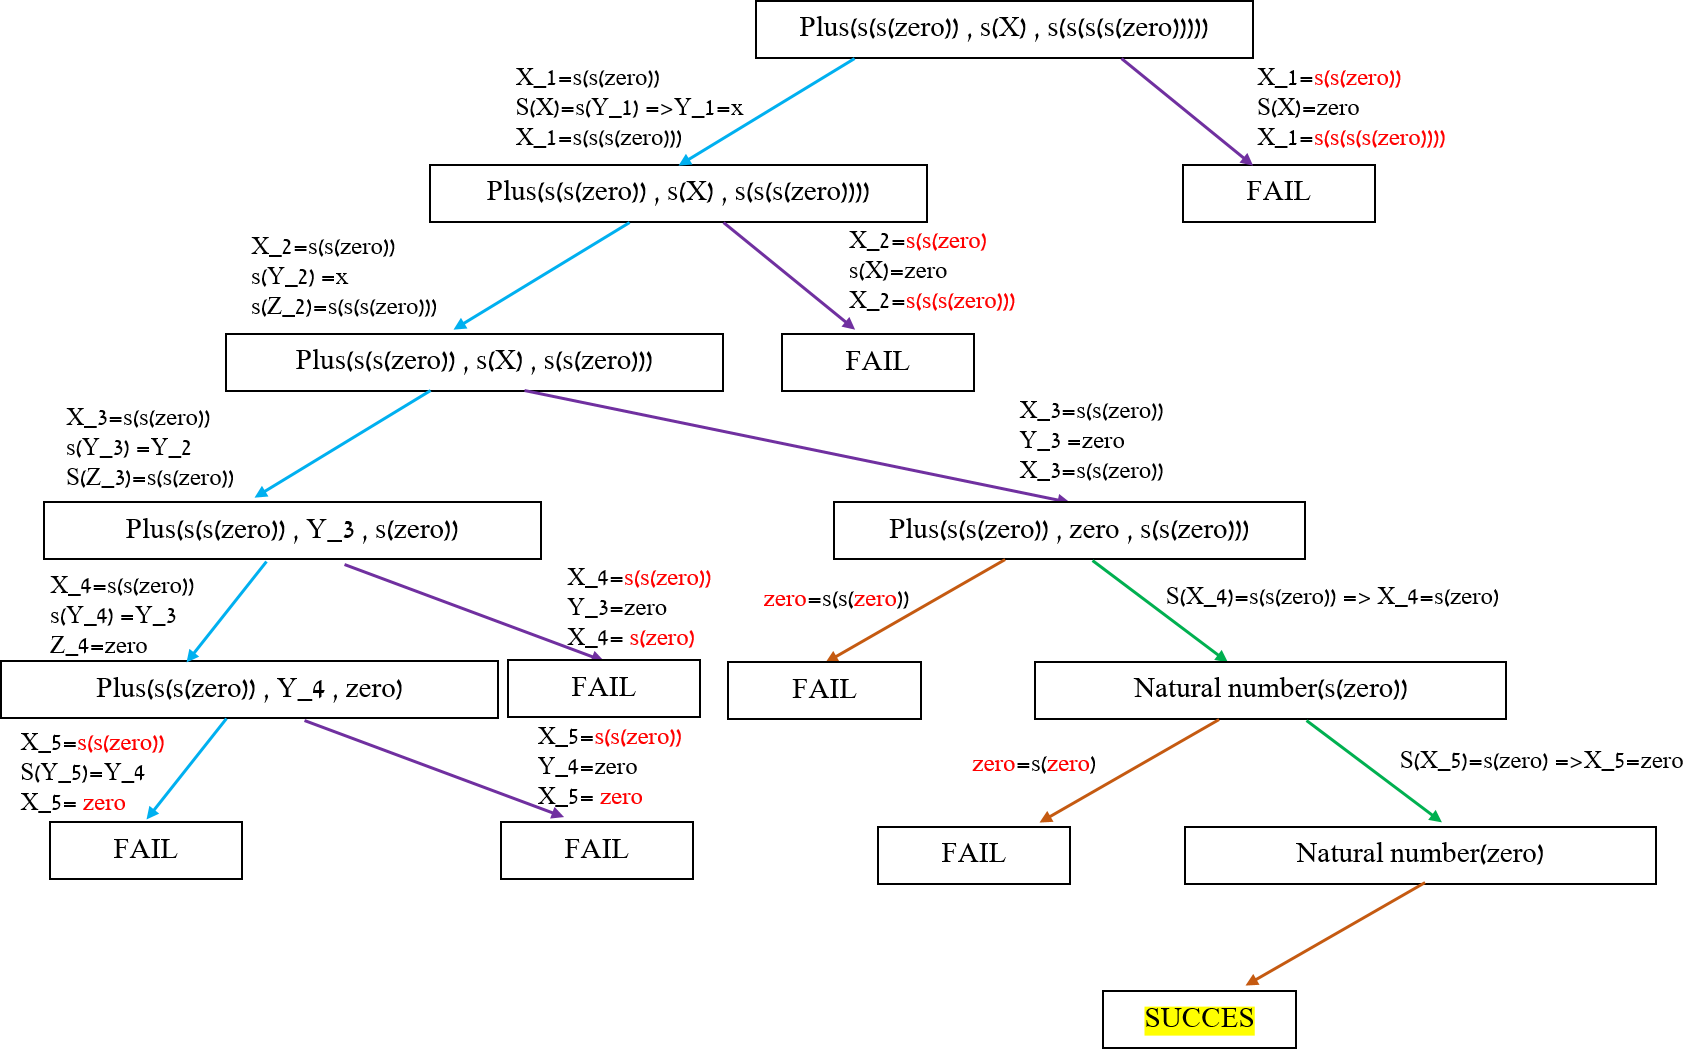 Plus(s(s(zero)) , s(X) , s(s(s(s(zero)))))
X_1=s(s(zero))
S(X)=s(Y_1) =>Y_1=x
X_1=s(s(s(zero)))
X_1=s(s(zero))
S(X)=zero
X_1=s(s(s(s(zero))))
Plus(s(s(zero)) , s(X) , s(s(s(zero))))
FAIL
X_2=s(s(zero))
s(Y_2) =x
s(Z_2)=s(s(s(zero)))
X_2=s(s(zero)
s(X)=zero
X_2=s(s(s(zero)))
Plus(s(s(zero)) , s(X) , s(s(zero)))
FAIL
X_3=s(s(zero))
s(Y_3) =Y_2
S(Z_3)=s(s(zero))
X_3=s(s(zero))
Y_3 =zero
X_3=s(s(zero))
Plus(s(s(zero)) , Y_3 , s(zero))
Plus(s(s(zero)) , zero , s(s(zero)))
X_4=s(s(zero))
s(Y_4) =Y_3
Z_4=zero
X_4=s(s(zero))
Y_3=zero
X_4= s(zero)
zero=s(s(zero))
S(X_4)=s(s(zero)) => X_4=s(zero)
Plus(s(s(zero)) , Y_4 , zero)
FAIL
FAIL
Natural number(s(zero))
X_5=s(s(zero))
S(Y_5)=Y_4
X_5= zero
X_5=s(s(zero))
Y_4=zero
X_5= zero
zero=s(zero)
S(X_5)=s(zero) =>X_5=zero
FAIL
FAIL
FAIL
Natural number(zero)
SUCCES